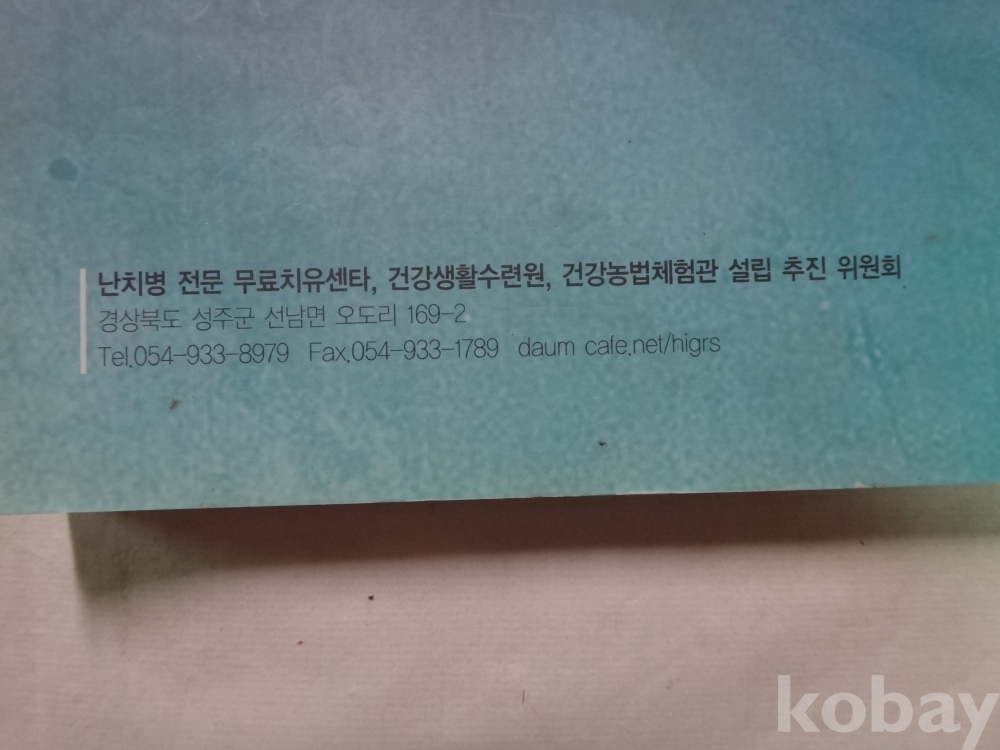 난치병 전문 무료치유센타, 건강생활수련원, 건강농법체험관 설립 추진 위원회
경상북도 성주군 선남면 오도리 169-2
Tel.054-933-8979 Fax.054-933-1789 daum cafe.net/higrs
kobay